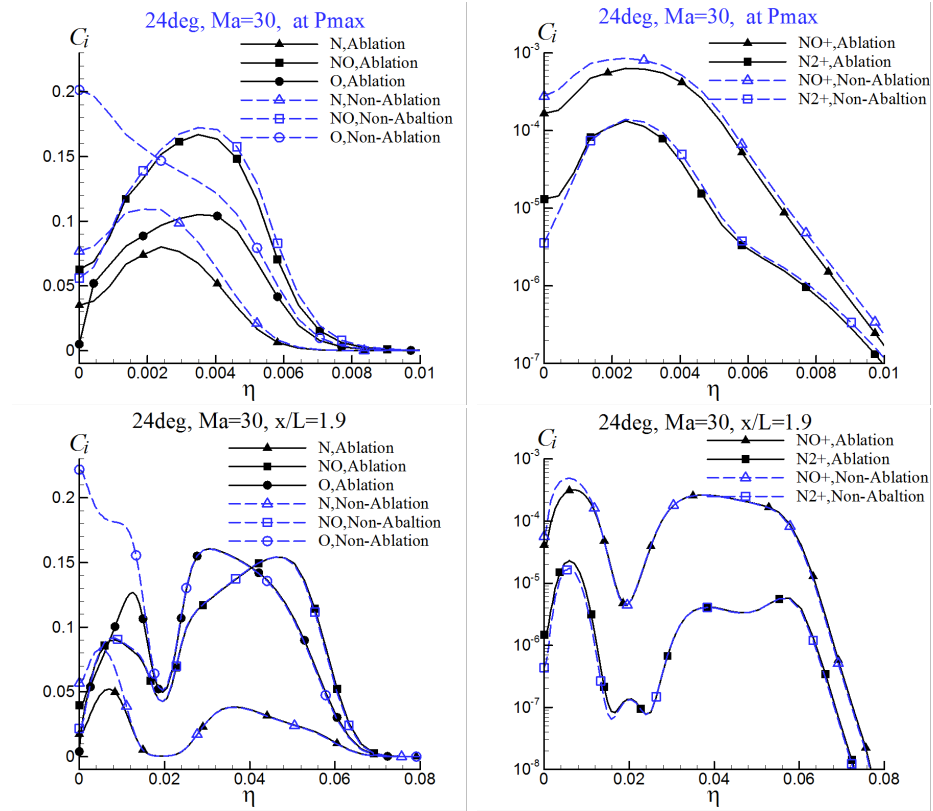 24deg, Ma=30, at Pmax
Ci
N,Ablation
NO,Ablation
O,Ablation
N,Non-Ablation
NO,Non-Abaltion
O,Non-Ablation
0.2
0.15
0.1
0.05
0
0 0.002 0.004 0.006 0.008 0.01
η
24deg, Ma=30, at Pmax
Ci
NO+,Ablation
N2+,Ablation
NO+,Non-Ablation
N2+,Non-Abaltion
10-3
10-4
10-5
10-6
10-7
0 0.002 0.004 0.006 0.008 0.01
η
24deg, Ma=30, x/L=1.9
Ci
N,Ablation
NO,Ablation
O,Ablation
N,Non-Ablation
NO,Non-Abaltion
O,Non-Ablation
0.2
0.15
0.1
0.05
0
0 0.02 0.04 0.06 0.08
η
24deg, Ma=30, x/L=1.9
Ci
NO+,Ablation
N2+,Ablation
NO+,Non-Ablation
N2+,Non-Abaltion
10-3
10-4
10-5
10-6
10-7
10-8
0 0.02 0.04 0.06 0.08
η